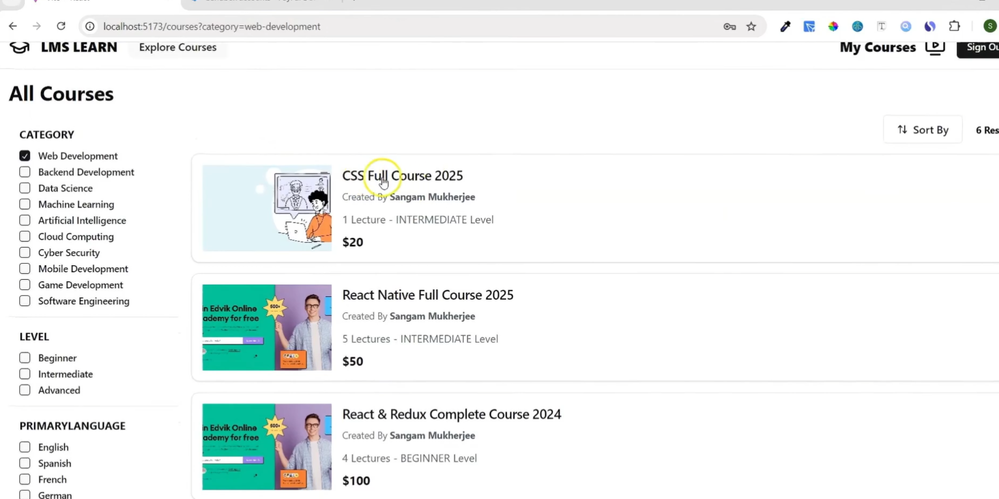 localhost:5173/courses?category=web-development
S
LMS LEARN
Explore Courses
My Courses
Sign
All Courses
Sort By
6
CATEGORY
Web Development
Backend Development
Data Science
Machine Learning
Artificial Intelligence
Cloud Computing
Cyber Security
Mobile Development
Game Development
Software Engineering
LEVEL
Beginner
Intermediate
Advanced
PRIMARYLANGUAGE
English
Spanish
French
German
CSS Full Course 2025
Created By Sangam Mukherjee
1 Lecture - INTERMEDIATE Level
$20
in Edvik Online
ademy for free
500+
React Native Full Course 2025
Created By Sangam Mukherjee
5 Lectures - INTERMEDIATE Level
$50
in Edvik Online
ademy for free
500+
React & Redux Complete Course 2024
Created By Sangam Mukherjee
4 Lectures - BEGINNER Level
$100